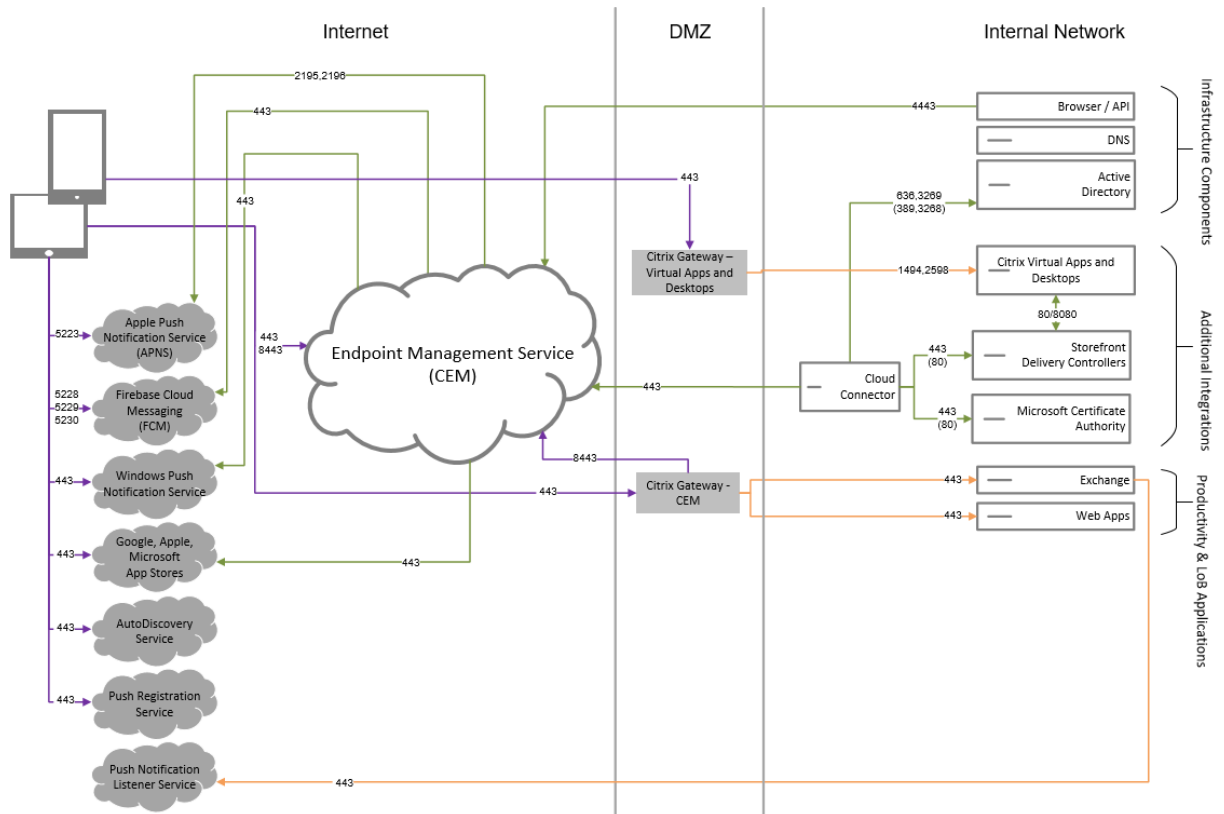 Internet
DMZ
Internal Network
2195,2196
443
443
443
4443
Browser / API
DNS
Active
Directory
636,3269
(389,3268)
Infrastructure Components
Citrix Gateway –
Virtual Apps and
Desktops
1494,2598
Citrix Virtual Apps and
Desktops
80/8080
Storefront
Delivery Controllers
443
(80)
Microsoft Certificate
Authority
443
(80)
Cloud
Connector
443
Additional Integrations
Endpoint Management Service
(CEM)
443
8443
5223
Apple Push
Notification Service
(APNS)
5228
5229
5230
Firebase Cloud
Messaging
(FCM)
443
Windows Push
Notification Service
443
8443
Citrix Gateway -
CEM
443
Exchange
443
Web Apps
Productivity & LoB Applications
443
Google, Apple,
Microsoft
App Stores
443
443
AutoDiscovery
Service
443
Push Registration
Service
Push Notification
Listener Service
443